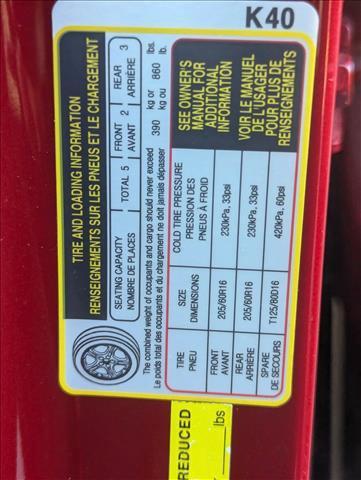 K40
TIRE AND LOADING INFORMATION
RENSEIGNEMENTS SUR LES PNEUS ET LE CHARGEMENT
SEATING CAPACITY TOTAL 5 FRONT 2 REAR 3
NOMBRE DE PLACES AVANT ARRIÈRE
The combined weight of occupants and cargo should never exceed 390 kg or 860 lbs.
Le poids total des occupants et du chargement ne doit jamais dépasser 390 kg ou 860 lb.
TIRE SIZE COLD TIRE PRESSURE
PNEU DIMENSIONS PRESSION DES PNEUS À FROID
FRONT AVANT 205/60R16 230kPa, 33psi
REAR ARRIÈRE 205/60R16 230kPa, 33psi
SPARE DE SECOURS T125/80D16 420kPa, 60psi
SEE OWNER'S
MANUAL FOR
ADDITIONAL
INFORMATION
VOIR LE MANUEL
DE L'USAGER
POUR PLUS DE
RENSEIGNEMENTS
REDUCED
lbs